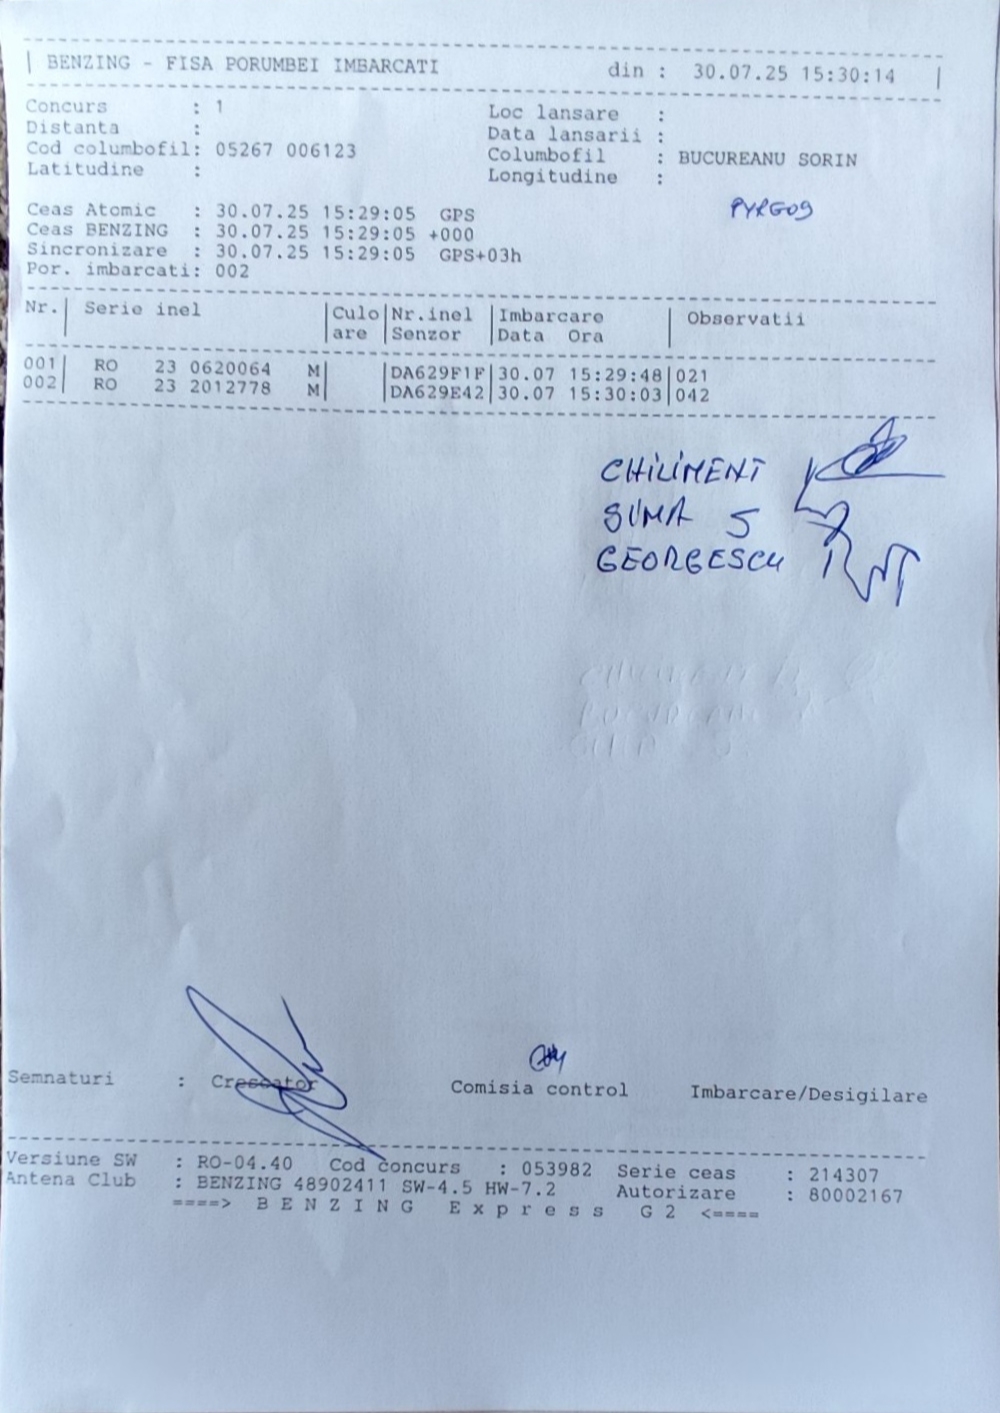 BENZING - FISA PORUMBEI IMBARCATI din : 30.07.25 15:30:14
Concurs : 1 Loc lansare :
Distanta : Data lansarii :
Cod columbofil: 05267 006123 Columbofil : BUCUREANU SORIN
Latitudine : Longitudine :
PYRGOS
Ceas Atomic : 30.07.25 15:29:05 GPS
Ceas BENZING : 30.07.25 15:29:05 +000
Sincronizare : 30.07.25 15:29:05 GPS+03h
Por. imbarcati: 002
Nr.| Serie inel |Culo|Nr.inel |Imbarcare | Observatii
are |Senzor |Data Ora
001| RO 23 0620064 M| |DA629F1F|30.07 15:29:48|021
002| RO 23 2012778 M| |DA629E42|30.07 15:30:03|042
CHILIMENT
SUMA 5
GEORGESCU
Semnaturi : Crescator Comisia control Imbarcare/Desigilare
Versiune SW : RO-04.40 Cod concurs : 053982 Serie ceas : 214307
Antena Club : BENZING 48902411 SW-4.5 HW-7.2 Autorizare : 80002167
====> B E N Z I N G E x p r e s s G 2 <====